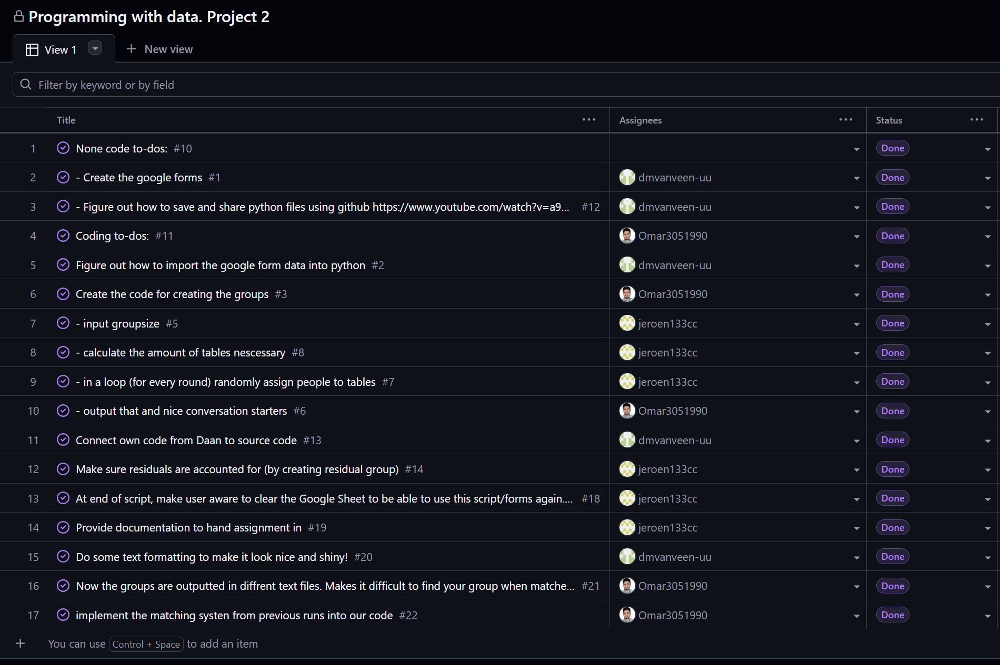 Programming with data. Project 2
View 1
New view
Filter by keyword or by field
Title Assignees Status
1 None code to-dos: #10 Done
2 - Create the google forms #1 dmvanveen-uu Done
3 - Figure out how to save and share python files using github https://www.youtube.com/watch?v=a9... #12 dmvanveen-uu Done
4 Coding to-dos: #11 Omar3051990 Done
5 Figure out how to import the google form data into python #2 dmvanveen-uu Done
6 Create the code for creating the groups #3 Omar3051990 Done
7 - input groupsize #5 jeroen133cc Done
8 - calculate the amount of tables nescessary #8 jeroen133cc Done
9 - in a loop (for every round) randomly assign people to tables #7 jeroen133cc Done
10 - output that and nice conversation starters #6 Omar3051990 Done
11 Connect own code from Daan to source code #13 dmvanveen-uu Done
12 Make sure residuals are accounted for (by creating residual group) #14 jeroen133cc Done
13 At end of script, make user aware to clear the Google Sheet to be able to use this script/forms again.... #18 jeroen133cc Done
14 Provide documentation to hand assignment in #19 jeroen133cc Done
15 Do some text formatting to make it look nice and shiny! #20 dmvanveen-uu Done
16 Now the groups are outputted in diffrent text files. Makes it difficult to find your group when matche... #21 Omar3051990 Done
17 implement the matching systen from previous runs into our code #22 Omar3051990 Done
You can use Control + Space to add an item